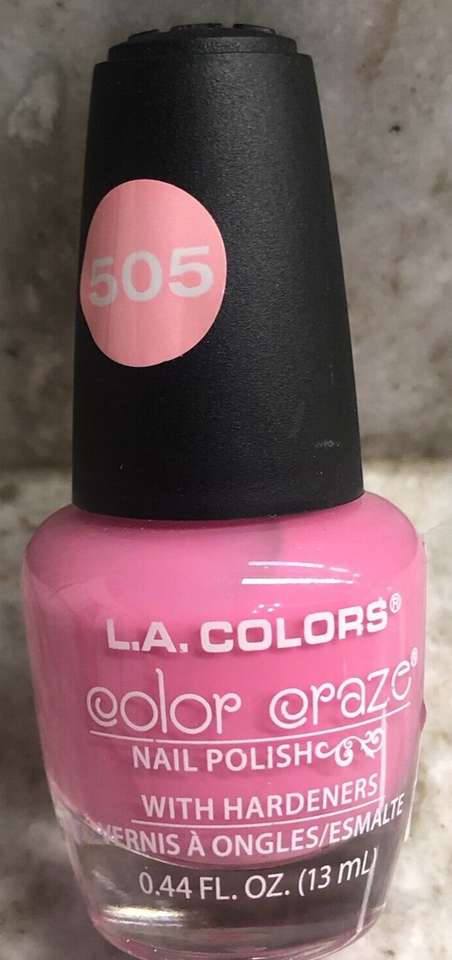 505
L.A. COLORS®
color craze®
NAIL POLISH
WITH HARDENERS
VERNIS À ONGLES/ESMALTE
0.44 FL. OZ. (13 mL)